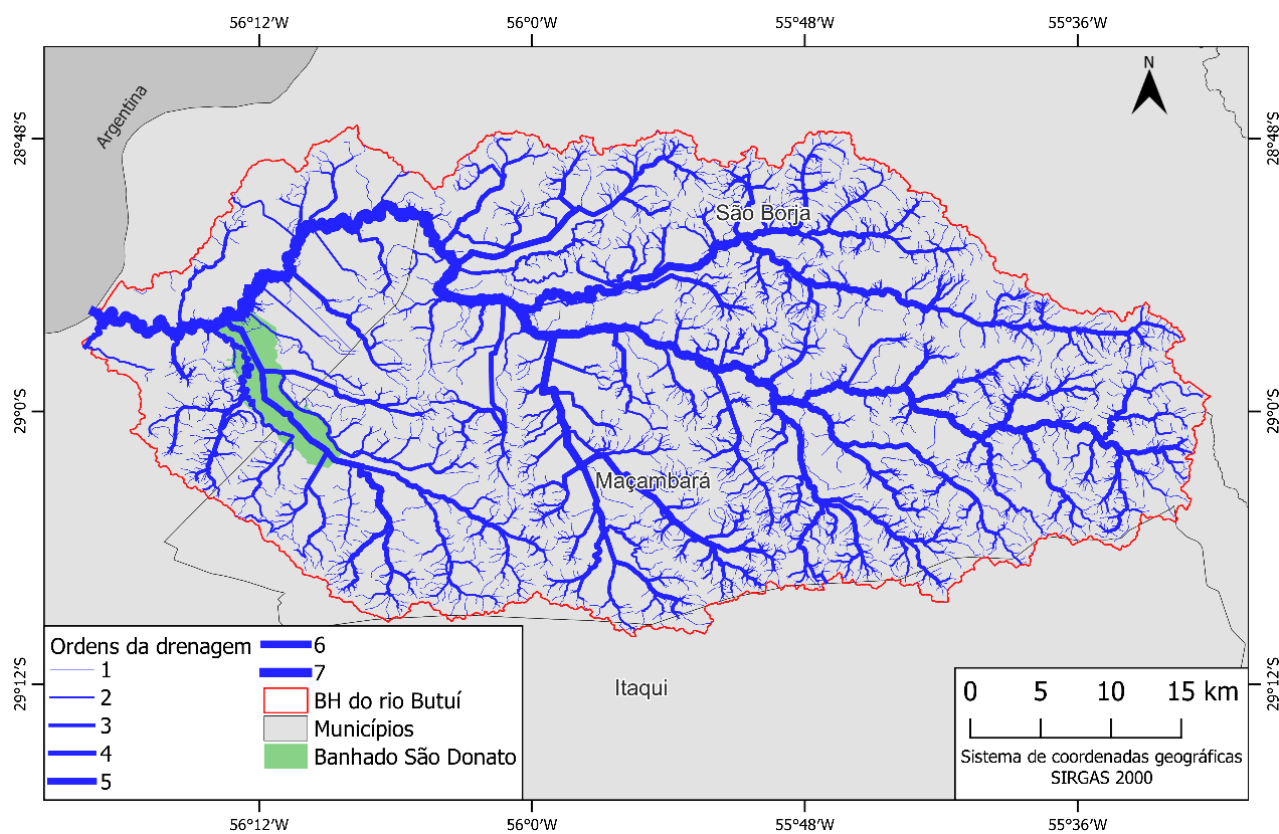 56°12'W 56°0'W 55°48'W 55°36'W
28°48'S 28°48'S
Argentina
N
São Borja
29°0'S 29°0'S
Maçambará
29°12'S 29°12'S
Itaqui
Ordens da drenagem
1
2
3
4
5
6
7
BH do rio Butuí
Municípios
Banhado São Donato
0 5 10 15 km
Sistema de coordenadas geográficas
SIRGAS 2000
56°12'W 56°0'W 55°48'W 55°36'W